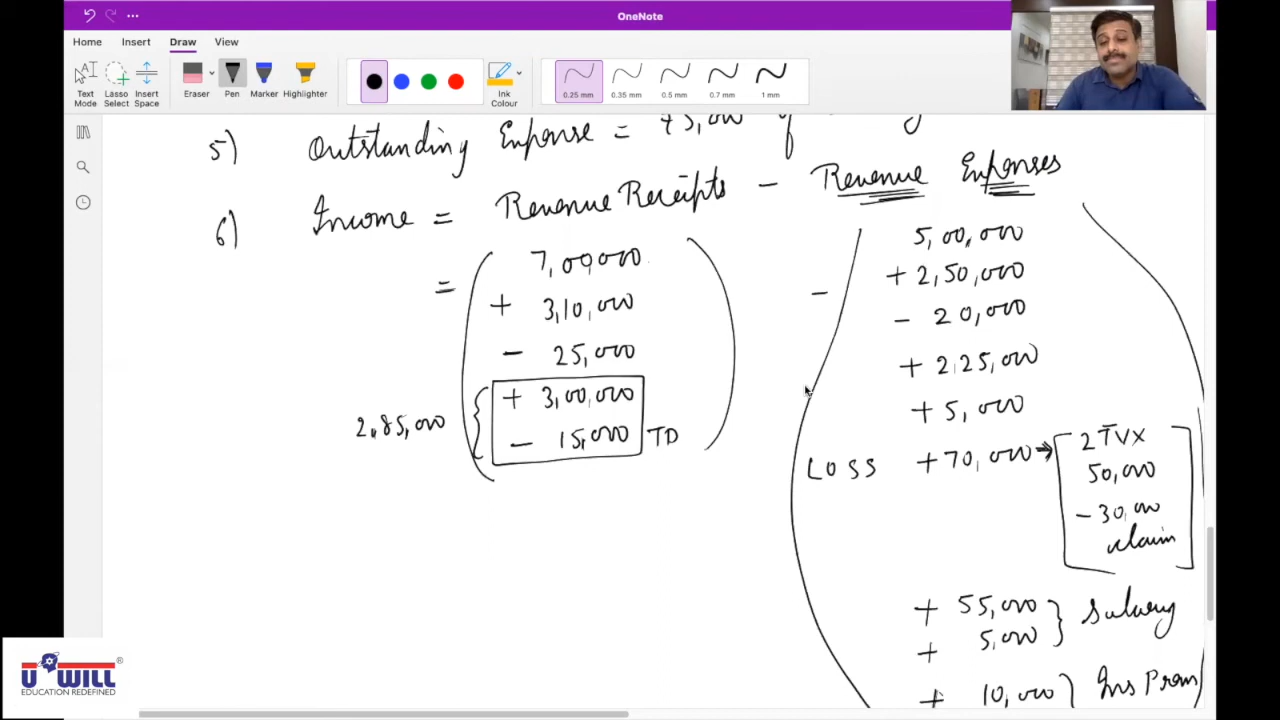 OneNote
Home Insert Draw View
Text Mode
Lasso Select
Insert Space
Eraser
Pen
Marker
Highlighter
Ink Colour
0.25 mm
0.35 mm
0.5 mm
0.7 mm
1 mm
5) Outstanding Expense =
6) Income = Revenue Receipts - Revenue Expenses
= ( 7,00,000
+ 3,10,000
- 25,000
+ 3,00,000
- 15,000 TD )
2,85,000
- ( 5,00,000
+ 2,50,000
- 20,000
+ 2,25,000
+ 5,000
LOSS + 70,000 → [ 2 TVX
50,000
- 30,000
claim ]
+ 55,000
+ 5,000 } Salary
+ 10,000 } Ins Prem
U WILL ®
EDUCATION REDEFINED